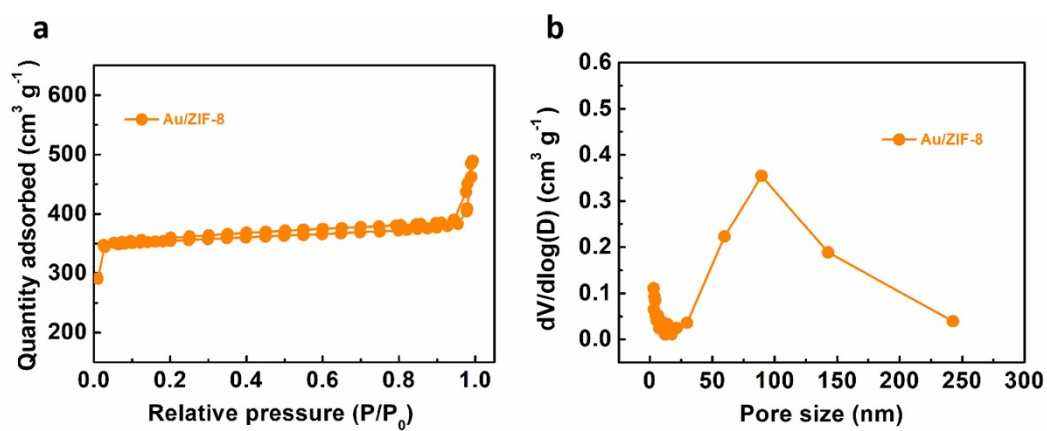 a
Quantity adsorbed (cm³ g⁻¹)
600
500
400
300
200
Au/ZIF-8
0.0 0.2 0.4 0.6 0.8 1.0
Relative pressure (P/P₀)
b
dV/dlog(D) (cm³ g⁻¹)
0.6
0.5
0.4
0.3
0.2
0.1
0.0
Au/ZIF-8
0 50 100 150 200 250 300
Pore size (nm)